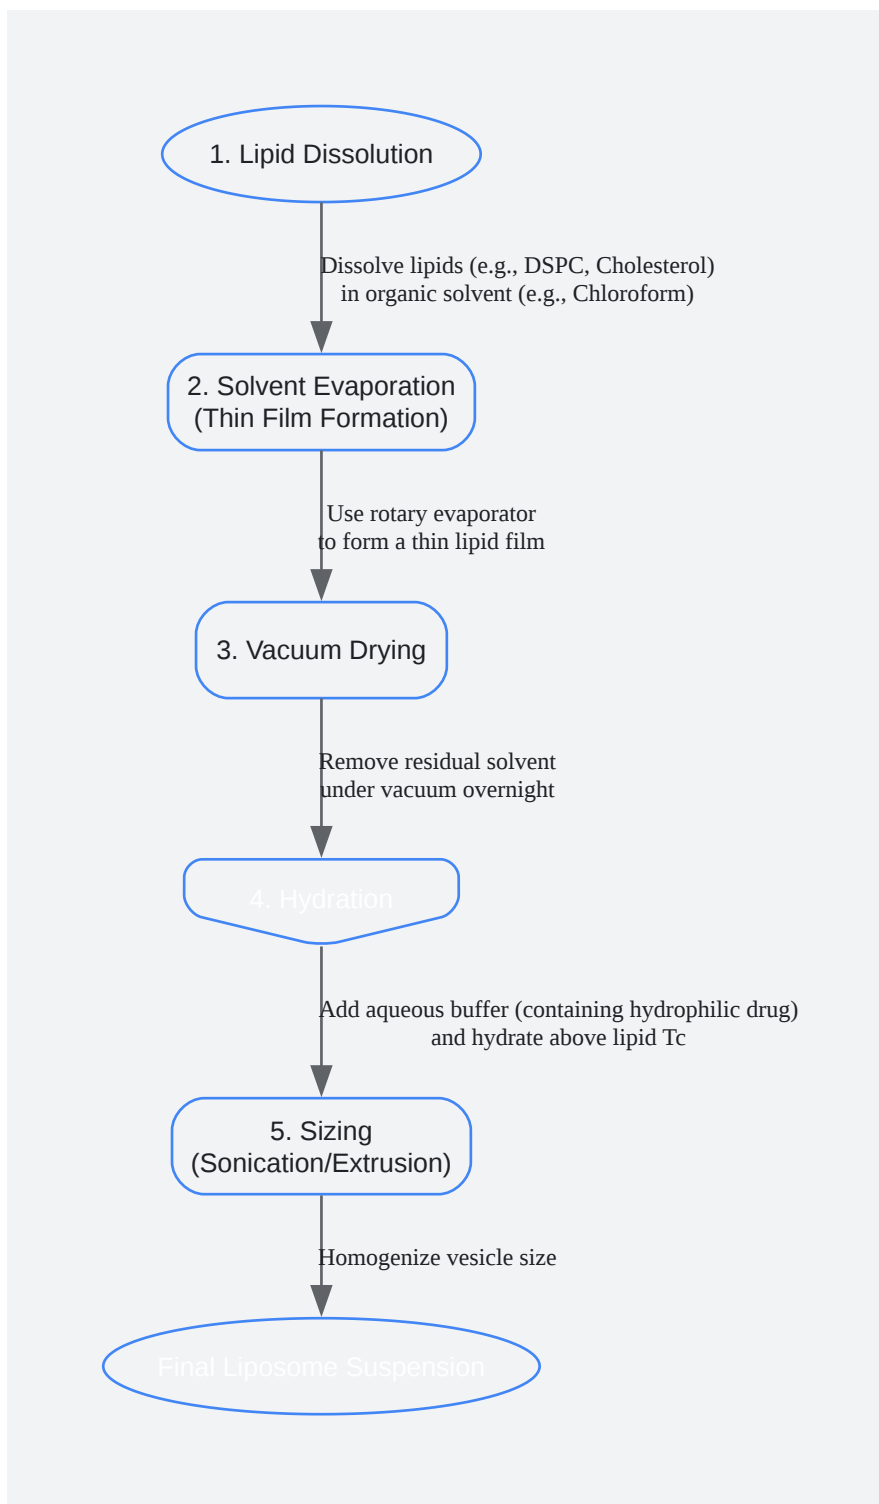 1. Lipid Dissolution
Dissolve lipids (e.g., DSPC, Cholesterol)
in organic solvent (e.g., Chloroform)
2. Solvent Evaporation
(Thin Film Formation)
Use rotary evaporator
to form a thin lipid film
3. Vacuum Drying
Remove residual solvent
under vacuum overnight
4. Hydration
Add aqueous buffer (containing hydrophilic drug)
and hydrate above lipid Tc
5. Sizing
(Sonication/Extrusion)
Homogenize vesicle size
Final Liposome Suspension